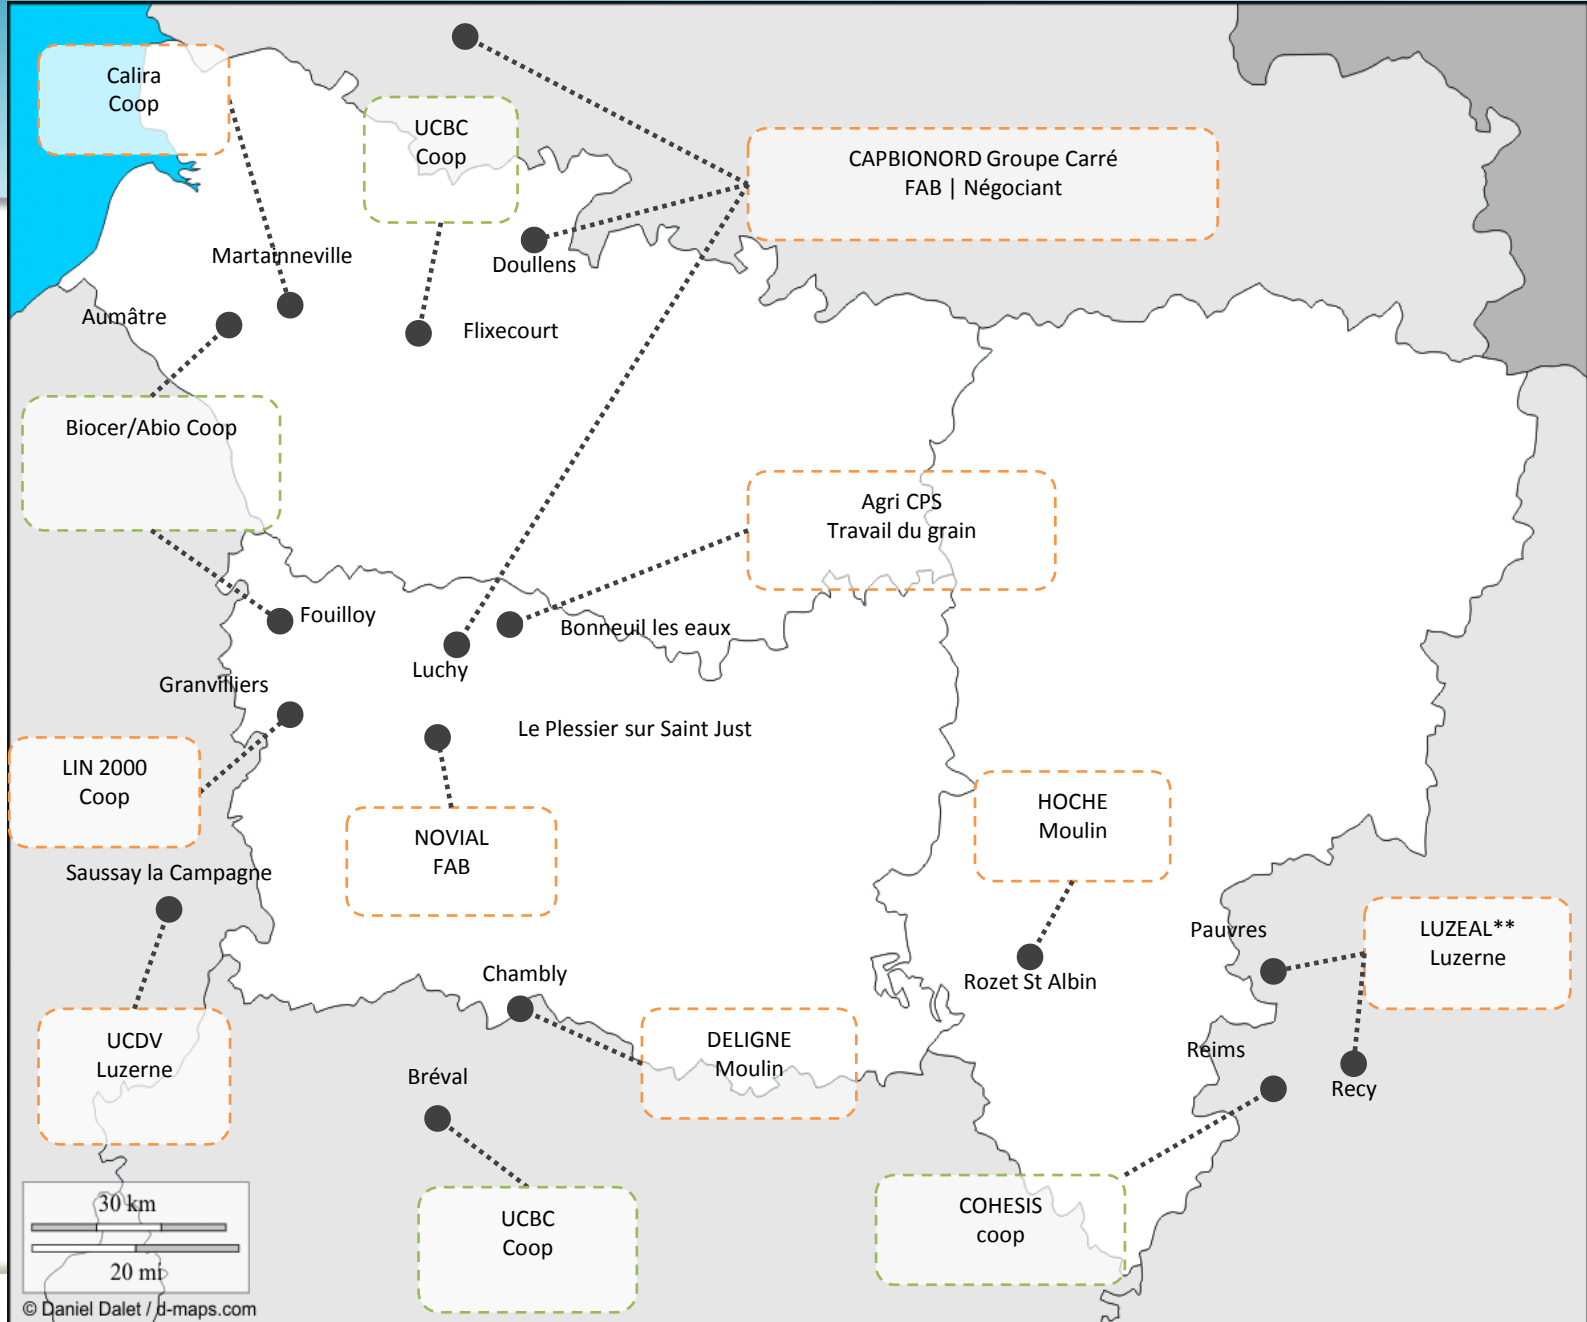 Calira
Coop
UCBC
Coop
CAPBIONORD Groupe Carré
FAB | Négociant
Martainneville
Doullens
Aumâtre
Flixecourt
Biocer/Abio Coop
Agri CPS
Travail du grain
Fouilloy
Bonneuil les eaux
Luchy
Granvilliers
Le Plessier sur Saint Just
LIN 2000
Coop
HOCHE
Moulin
NOVIAL
FAB
Saussay la Campagne
Pauvres
LUZEAL**
Luzerne
Chambly
Rozet St Albin
UCDV
Luzerne
DELIGNE
Moulin
Reims
Bréval
Recy
30 km
20 mi
UCBC
Coop
COHESIS
coop
© Daniel Dalet / d-maps.com